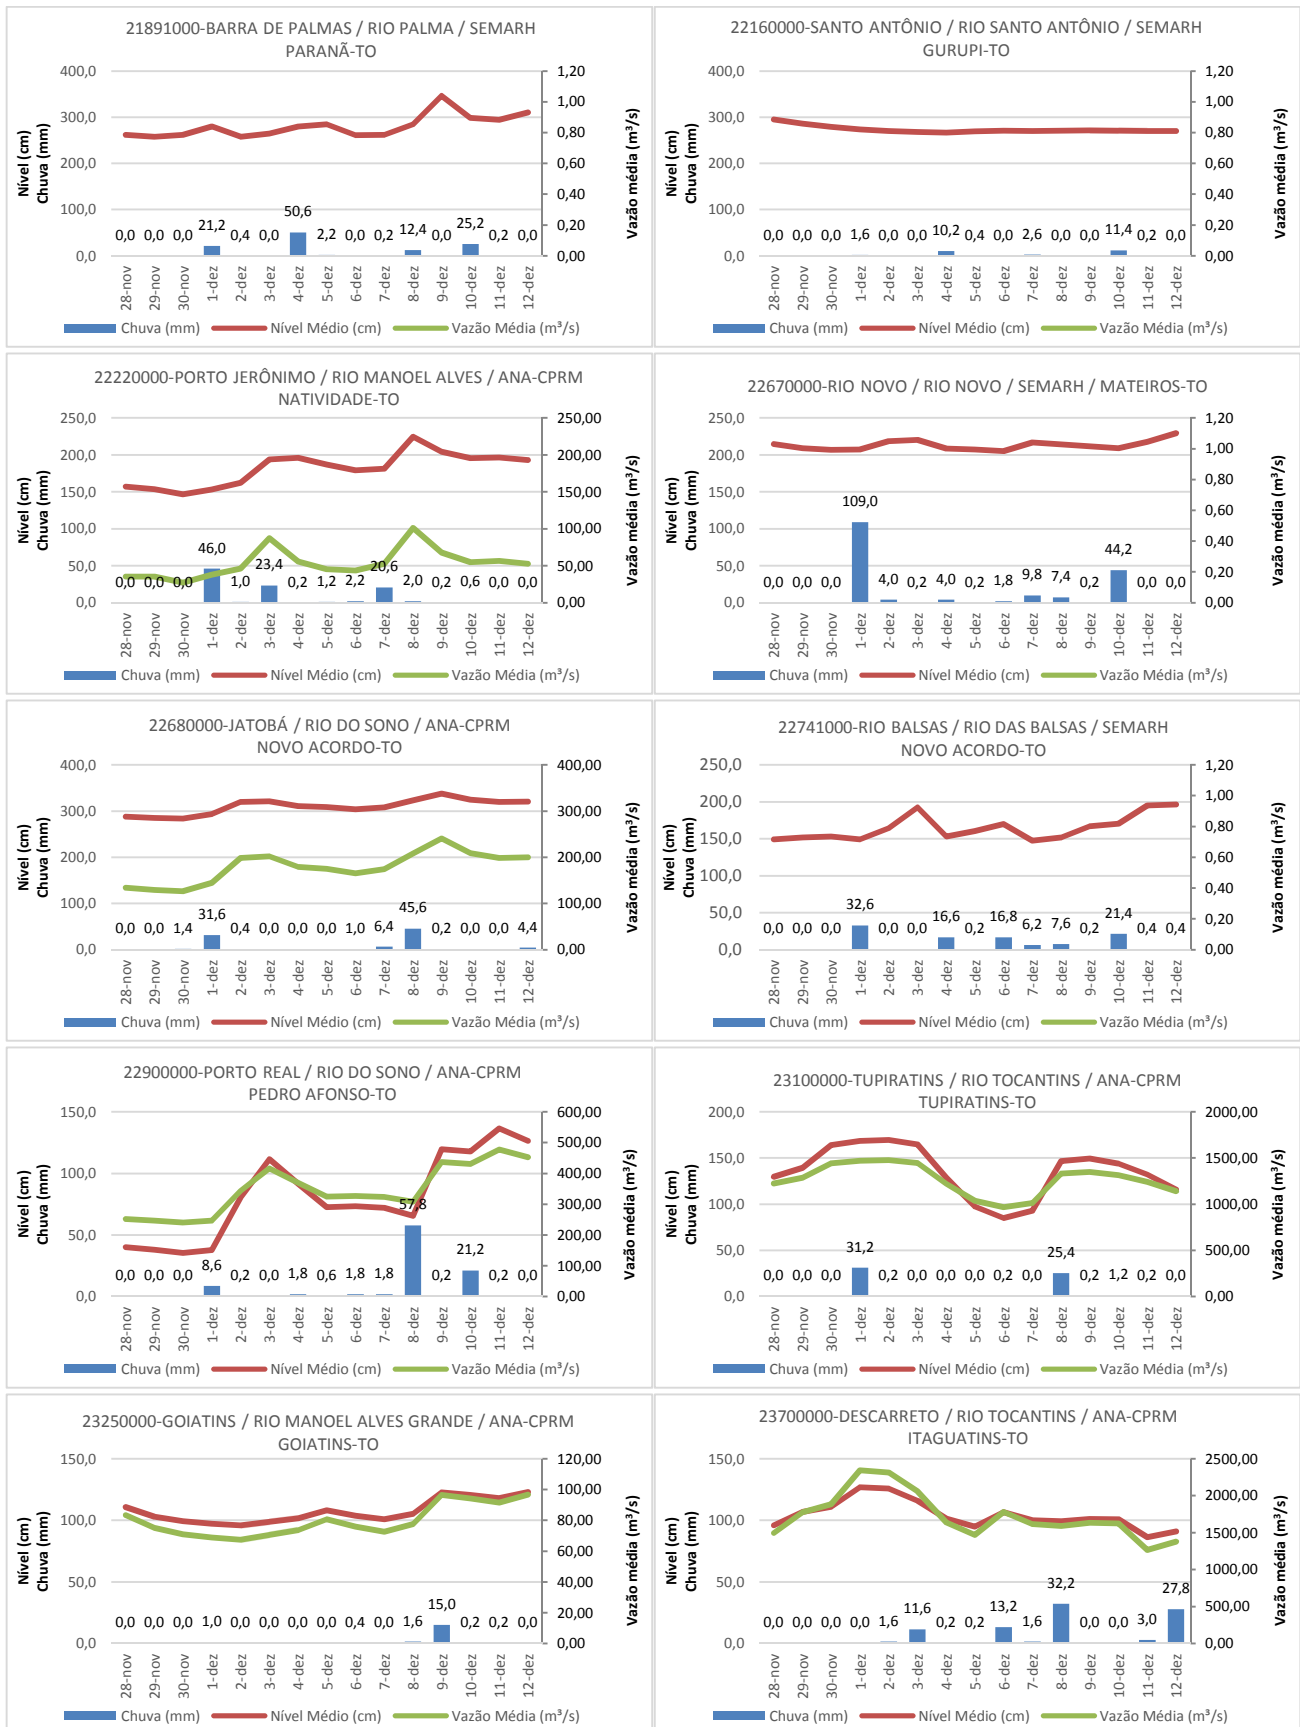 21891000-BARRA DE PALMAS / RIO PALMA / SEMARH
PARANÃ-TO
Nível (cm)
Chuva (mm)
400,0
300,0
200,0
100,0
0,0
1,20
1,00
0,80
0,60
0,40
0,20
0,00
Vazão média (m³/s)
0,0 0,0 0,0 21,2 0,4 0,0 50,6 2,2 0,0 0,2 12,4 0,0 25,2 0,2 0,0
28-nov 29-nov 30-nov 1-dez 2-dez 3-dez 4-dez 5-dez 6-dez 7-dez 8-dez 9-dez 10-dez 11-dez 12-dez
Chuva (mm) Nível Médio (cm) Vazão Média (m³/s)
22160000-SANTO ANTÔNIO / RIO SANTO ANTÔNIO / SEMARH
GURUPI-TO
Nível (cm)
Chuva (mm)
400,0
300,0
200,0
100,0
0,0
1,20
1,00
0,80
0,60
0,40
0,20
0,00
Vazão média (m³/s)
0,0 0,0 0,0 1,6 0,0 0,0 10,2 0,4 0,0 2,6 0,0 0,0 11,4 0,2 0,0
28-nov 29-nov 30-nov 1-dez 2-dez 3-dez 4-dez 5-dez 6-dez 7-dez 8-dez 9-dez 10-dez 11-dez 12-dez
Chuva (mm) Nível Médio (cm) Vazão Média (m³/s)
22220000-PORTO JERÔNIMO / RIO MANOEL ALVES / ANA-CPRM
NATIVIDADE-TO
Nível (cm)
Chuva (mm)
250,0
200,0
150,0
100,0
50,0
0,0
250,00
200,00
150,00
100,00
50,00
0,00
Vazão média (m³/s)
0,0 0,0 0,0 46,0 1,0 23,4 0,2 1,2 2,2 20,6 2,0 0,2 0,6 0,0 0,0
28-nov 29-nov 30-nov 1-dez 2-dez 3-dez 4-dez 5-dez 6-dez 7-dez 8-dez 9-dez 10-dez 11-dez 12-dez
Chuva (mm) Nível Médio (cm) Vazão Média (m³/s)
22670000-RIO NOVO / RIO NOVO / SEMARH / MATEIROS-TO
Nível (cm)
Chuva (mm)
250,0
200,0
150,0
100,0
50,0
0,0
1,20
1,00
0,80
0,60
0,40
0,20
0,00
Vazão média (m³/s)
0,0 0,0 0,0 109,0 4,0 0,2 4,0 0,2 1,8 9,8 7,4 0,2 44,2 0,0 0,0
28-nov 29-nov 30-nov 1-dez 2-dez 3-dez 4-dez 5-dez 6-dez 7-dez 8-dez 9-dez 10-dez 11-dez 12-dez
Chuva (mm) Nível Médio (cm) Vazão Média (m³/s)
22680000-JATOBÁ / RIO DO SONO / ANA-CPRM
NOVO ACORDO-TO
Nível (cm)
Chuva (mm)
400,0
300,0
200,0
100,0
0,0
400,00
300,00
200,00
100,00
0,00
Vazão média (m³/s)
0,0 0,0 1,4 31,6 0,4 0,0 0,0 0,0 1,0 6,4 45,6 0,2 0,0 0,0 4,4
28-nov 29-nov 30-nov 1-dez 2-dez 3-dez 4-dez 5-dez 6-dez 7-dez 8-dez 9-dez 10-dez 11-dez 12-dez
Chuva (mm) Nível Médio (cm) Vazão Média (m³/s)
22741000-RIO BALSAS / RIO DAS BALSAS / SEMARH
NOVO ACORDO-TO
Nível (cm)
Chuva (mm)
250,0
200,0
150,0
100,0
50,0
0,0
1,20
1,00
0,80
0,60
0,40
0,20
0,00
Vazão média (m³/s)
0,0 0,0 0,0 32,6 0,0 0,0 16,6 0,2 16,8 6,2 7,6 0,2 21,4 0,4 0,4
28-nov 29-nov 30-nov 1-dez 2-dez 3-dez 4-dez 5-dez 6-dez 7-dez 8-dez 9-dez 10-dez 11-dez 12-dez
Chuva (mm) Nível Médio (cm) Vazão Média (m³/s)
22900000-PORTO REAL / RIO DO SONO / ANA-CPRM
PEDRO AFONSO-TO
Nível (cm)
Chuva (mm)
150,0
100,0
50,0
0,0
600,00
500,00
400,00
300,00
200,00
100,00
0,00
Vazão média (m³/s)
0,0 0,0 0,0 8,6 0,2 0,0 1,8 0,6 1,8 1,8 57,8 0,2 21,2 0,2 0,0
28-nov 29-nov 30-nov 1-dez 2-dez 3-dez 4-dez 5-dez 6-dez 7-dez 8-dez 9-dez 10-dez 11-dez 12-dez
Chuva (mm) Nível Médio (cm) Vazão Média (m³/s)
23100000-TUPIRATINS / RIO TOCANTINS / ANA-CPRM
TUPIRATINS-TO
Nível (cm)
Chuva (mm)
200,0
150,0
100,0
50,0
0,0
2000,00
1500,00
1000,00
500,00
0,00
Vazão média (m³/s)
0,0 0,0 0,0 31,2 0,2 0,0 0,0 0,0 0,2 0,0 25,4 0,2 1,2 0,2 0,0
28-nov 29-nov 30-nov 1-dez 2-dez 3-dez 4-dez 5-dez 6-dez 7-dez 8-dez 9-dez 10-dez 11-dez 12-dez
Chuva (mm) Nível Médio (cm) Vazão Média (m³/s)
23250000-GOIATINS / RIO MANOEL ALVES GRANDE / ANA-CPRM
GOIATINS-TO
Nível (cm)
Chuva (mm)
150,0
100,0
50,0
0,0
120,00
100,00
80,00
60,00
40,00
20,00
0,00
Vazão média (m³/s)
0,0 0,0 0,0 1,0 0,0 0,0 0,0 0,0 0,4 0,0 1,6 15,0 0,2 0,2 0,0
28-nov 29-nov 30-nov 1-dez 2-dez 3-dez 4-dez 5-dez 6-dez 7-dez 8-dez 9-dez 10-dez 11-dez 12-dez
Chuva (mm) Nível Médio (cm) Vazão Média (m³/s)
23700000-DESCARRETO / RIO TOCANTINS / ANA-CPRM
ITAGUATINS-TO
Nível (cm)
Chuva (mm)
150,0
100,0
50,0
0,0
2500,00
2000,00
1500,00
1000,00
500,00
0,00
Vazão média (m³/s)
0,0 0,0 0,0 0,0 1,6 11,6 0,2 0,2 13,2 1,6 32,2 0,0 0,0 3,0 27,8
28-nov 29-nov 30-nov 1-dez 2-dez 3-dez 4-dez 5-dez 6-dez 7-dez 8-dez 9-dez 10-dez 11-dez 12-dez
Chuva (mm) Nível Médio (cm) Vazão Média (m³/s)